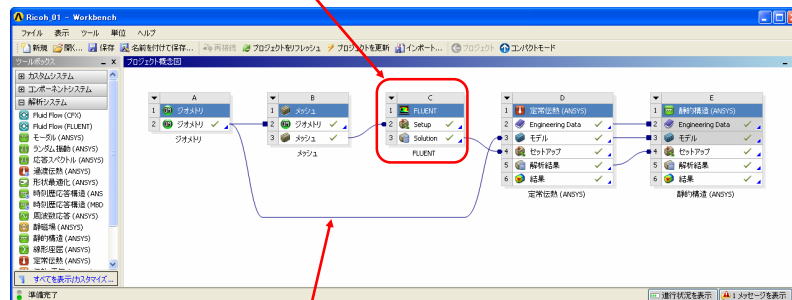 Ricoh_01 - Workbench
ファイル 表示 ツール 単位 ヘルプ
新規 開く... 保存 名前を付けて保存... 再接続 プロジェクトをリフレッシュ プロジェクトを更新 インポート... プロジェクト コンパクトモード
ツールボックス
プロジェクト概念図
カスタムシステム
コンポーネントシステム
解析システム
Fluid Flow (CFX)
Fluid Flow (FLUENT)
モーダル (ANSYS)
ランダム振動 (ANSYS)
応答スペクトル (ANSYS)
過渡伝熱 (ANSYS)
形状最適化 (ANSYS)
時刻歴応答構造 (ANS
時刻歴応答構造 (MBD
周波数応答 (ANSYS)
静磁場 (ANSYS)
静的構造 (ANSYS)
線形座屈 (ANSYS)
定常伝熱 (ANSYS)
すべてを表示/カスタマイズ...
A
1 ジオメトリ
2 ジオメトリ
ジオメトリ
B
1 メッシュ
2 ジオメトリ
3 メッシュ
メッシュ
C
1 FLUENT
2 Setup
3 Solution
FLUENT
D
1 定常伝熱 (ANSYS)
2 Engineering Data
3 モデル
4 セットアップ
5 解析結果
6 結果
定常伝熱 (ANSYS)
E
1 静的構造 (ANSYS)
2 Engineering Data
3 モデル
4 セットアップ
5 解析結果
6 結果
静的構造 (ANSYS)
準備完了
進行状況を表示 1 メッセージを表示